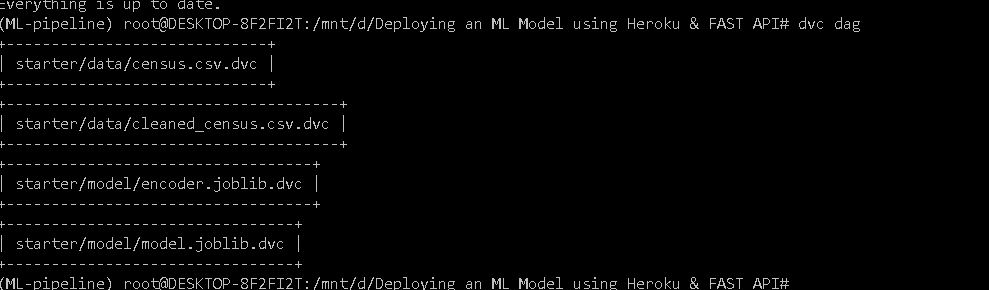 Everything is up to date.
(ML-pipeline) root@DESKTOP-8F2FI2T:/mnt/d/Deploying an ML Model using Heroku & FAST API# dvc dag
+----------------------------+
| starter/data/census.csv.dvc |
+----------------------------+
+------------------------------------+
| starter/data/cleaned_census.csv.dvc |
+------------------------------------+
+---------------------------------+
| starter/model/encoder.joblib.dvc |
+---------------------------------+
+-------------------------------+
| starter/model/model.joblib.dvc |
+-------------------------------+
(ML-pipeline) root@DESKTOP-8F2FI2T:/mnt/d/Deploying an ML Model using Heroku & FAST API#